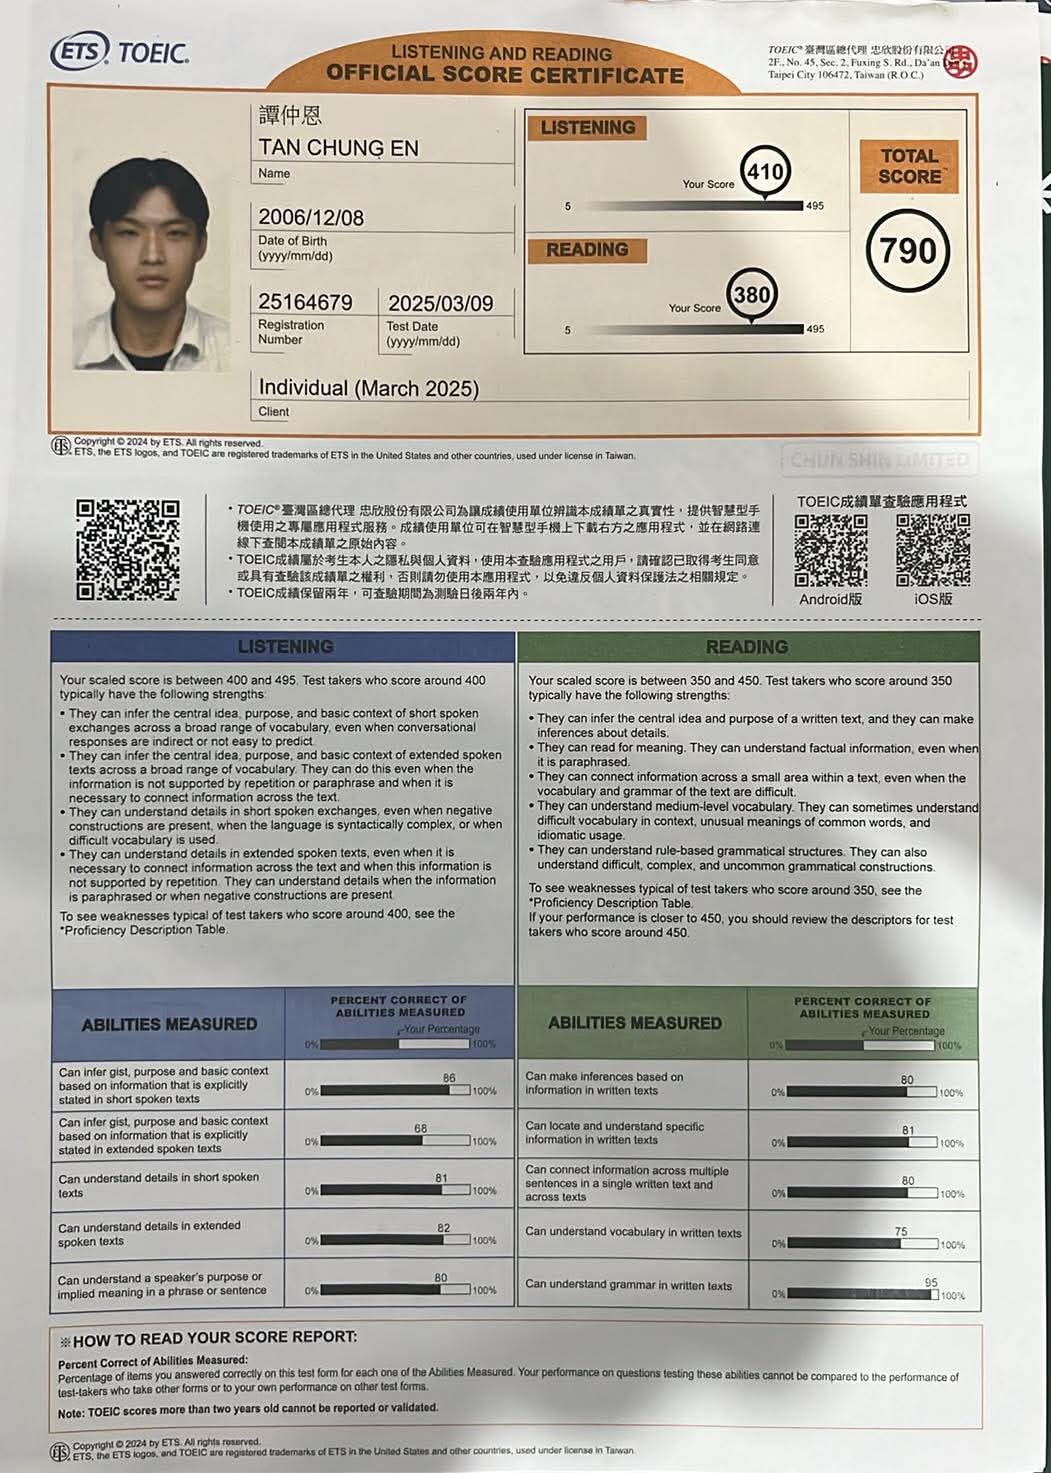 ETS TOEIC.
LISTENING AND READING
OFFICIAL SCORE CERTIFICATE
TOEIC® 臺灣區總代理 忠欣股份有限公
2F., No. 45, Sec. 2, Fuxing S. Rd., Da'an
Taipei City 106472, Taiwan (R.O.C.)
譚仲恩
TAN CHUNG EN
Name
2006/12/08
Date of Birth
(yyyy/mm/dd)
25164679
Registration
Number
2025/03/09
Test Date
(yyyy/mm/dd)
Individual (March 2025)
Client
LISTENING
Your Score
410
5
495
READING
Your Score
380
5
495
TOTAL
SCORE
790
Copyright © 2024 by ETS. All rights reserved.
ETS, the ETS logos, and TOEIC are registered trademarks of ETS in the United States and other countries, used under license in Taiwan.
CHUN SHIN LIMITED
• TOEIC®臺灣區總代理 忠欣股份有限公司為讓成績使用單位辨識本成績單之真實性，提供智慧型手
機使用之專屬應用程式服務。成績使用單位可在智慧型手機上下載右方之應用程式，並在網路連
線下查閱本成績單之原始內容。
• TOEIC成績屬於考生本人之隱私與個人資料，使用本查驗應用程式之用戶，請確認已取得考生同意
或具有查驗該成績單之權利，否則請勿使用本應用程式，以免違反個人資料保護法之相關規定。
• TOEIC成績保留兩年，可查驗期間為測驗日後兩年內。
TOEIC成績單查驗應用程式
Android版
iOS版
LISTENING
Your scaled score is between 400 and 495. Test takers who score around 400
typically have the following strengths:
• They can infer the central idea, purpose, and basic context of short spoken
exchanges across a broad range of vocabulary, even when conversational
responses are indirect or not easy to predict.
• They can infer the central idea, purpose, and basic context of extended spoken
texts across a broad range of vocabulary. They can do this even when the
information is not supported by repetition or paraphrase and when it is
necessary to connect information across the text.
• They can understand details in short spoken exchanges, even when negative
constructions are present, when the language is syntactically complex, or when
difficult vocabulary is used.
• They can understand details in extended spoken texts, even when it is
necessary to connect information across the text and when this information is
not supported by repetition. They can understand details when the information
is paraphrased or when negative constructions are present.
To see weaknesses typical of test takers who score around 400, see the
*Proficiency Description Table.
READING
Your scaled score is between 350 and 450. Test takers who score around 350
typically have the following strengths:
• They can infer the central idea and purpose of a written text, and they can make
inferences about details.
• They can read for meaning. They can understand factual information, even when
it is paraphrased.
• They can connect information across a small area within a text, even when the
vocabulary and grammar of the text are difficult.
• They can understand medium-level vocabulary. They can sometimes understand
difficult vocabulary in context, unusual meanings of common words, and
idiomatic usage.
• They can understand rule-based grammatical structures. They can also
understand difficult, complex, and uncommon grammatical constructions.
To see weaknesses typical of test takers who score around 350, see the
*Proficiency Description Table.
If your performance is closer to 450, you should review the descriptors for test
takers who score around 450.
ABILITIES MEASURED
PERCENT CORRECT OF
ABILITIES MEASURED
Your Percentage
0% 100%
Can infer gist, purpose and basic context
based on information that is explicitly
stated in short spoken texts
86
0% 100%
Can infer gist, purpose and basic context
based on information that is explicitly
stated in extended spoken texts
68
0% 100%
Can understand details in short spoken
texts
81
0% 100%
Can understand details in extended
spoken texts
82
0% 100%
Can understand a speaker's purpose or
implied meaning in a phrase or sentence
80
0% 100%
ABILITIES MEASURED
PERCENT CORRECT OF
ABILITIES MEASURED
Your Percentage
0% 100%
Can make inferences based on
information in written texts
80
0% 100%
Can locate and understand specific
information in written texts
81
0% 100%
Can connect information across multiple
sentences in a single written text and
across texts
80
0% 100%
Can understand vocabulary in written texts
75
0% 100%
Can understand grammar in written texts
95
0% 100%
※HOW TO READ YOUR SCORE REPORT:
Percent Correct of Abilities Measured:
Percentage of items you answered correctly on this test form for each one of the Abilities Measured. Your performance on questions testing these abilities cannot be compared to the performance of
test-takers who take other forms or to your own performance on other test forms.
Note: TOEIC scores more than two years old cannot be reported or validated.
Copyright © 2024 by ETS. All rights reserved.
ETS, the ETS logos, and TOEIC are registered trademarks of ETS in the United States and other countries, used under license in Taiwan.